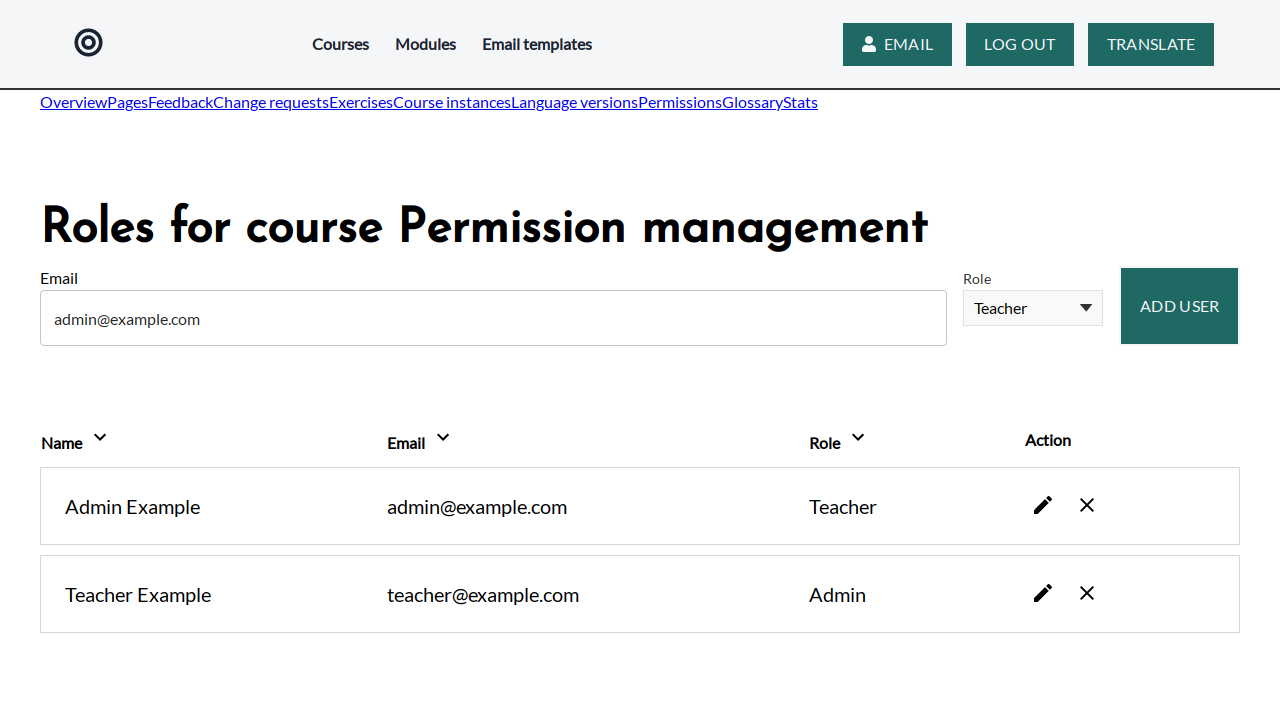 Courses Modules Email templates EMAIL LOG OUT TRANSLATE
OverviewPagesFeedbackChange requestsExercisesCourse instancesLanguage versionsPermissionsGlossaryStats
Roles for course Permission management
Email Role
admin@example.com Teacher ADD USER
Name Email Role Action
Admin Example admin@example.com Teacher
Teacher Example teacher@example.com Admin